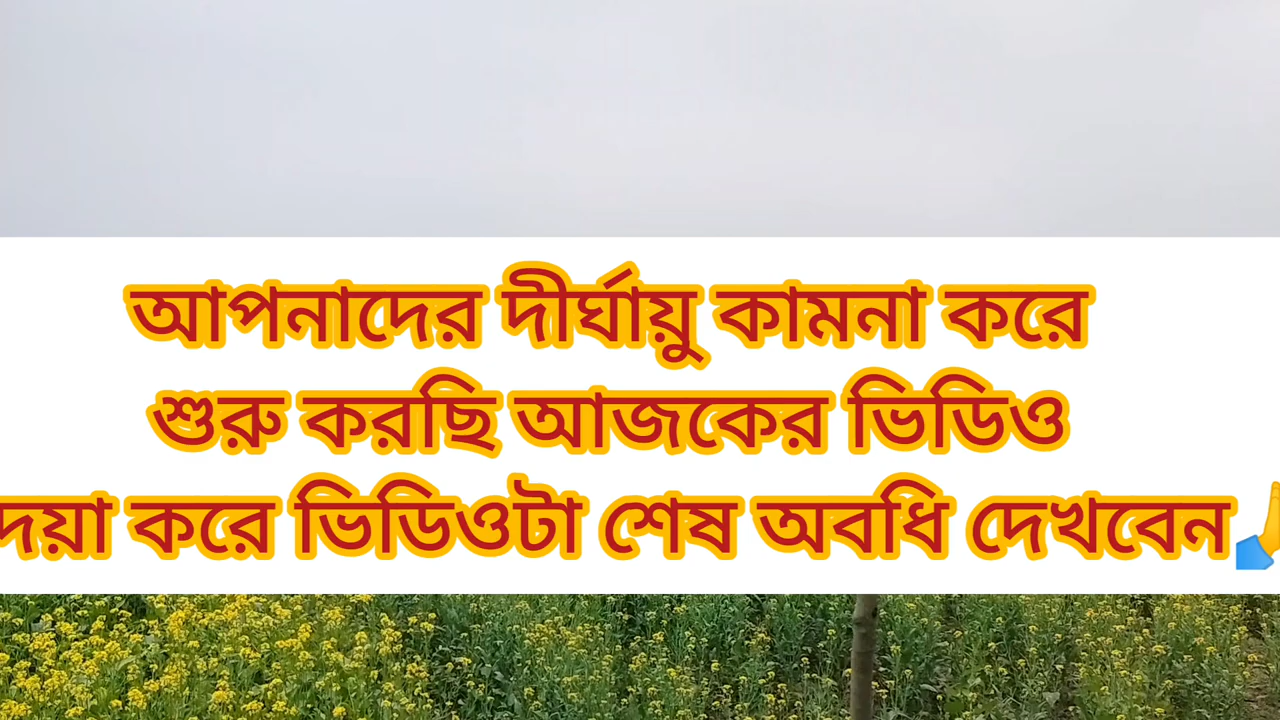 আপনাদের দীর্ঘায়ু কামনা করে
শুরু করছি আজকের ভিডিও
দয়া করে ভিডিওটা শেষ অবধি দেখবেন